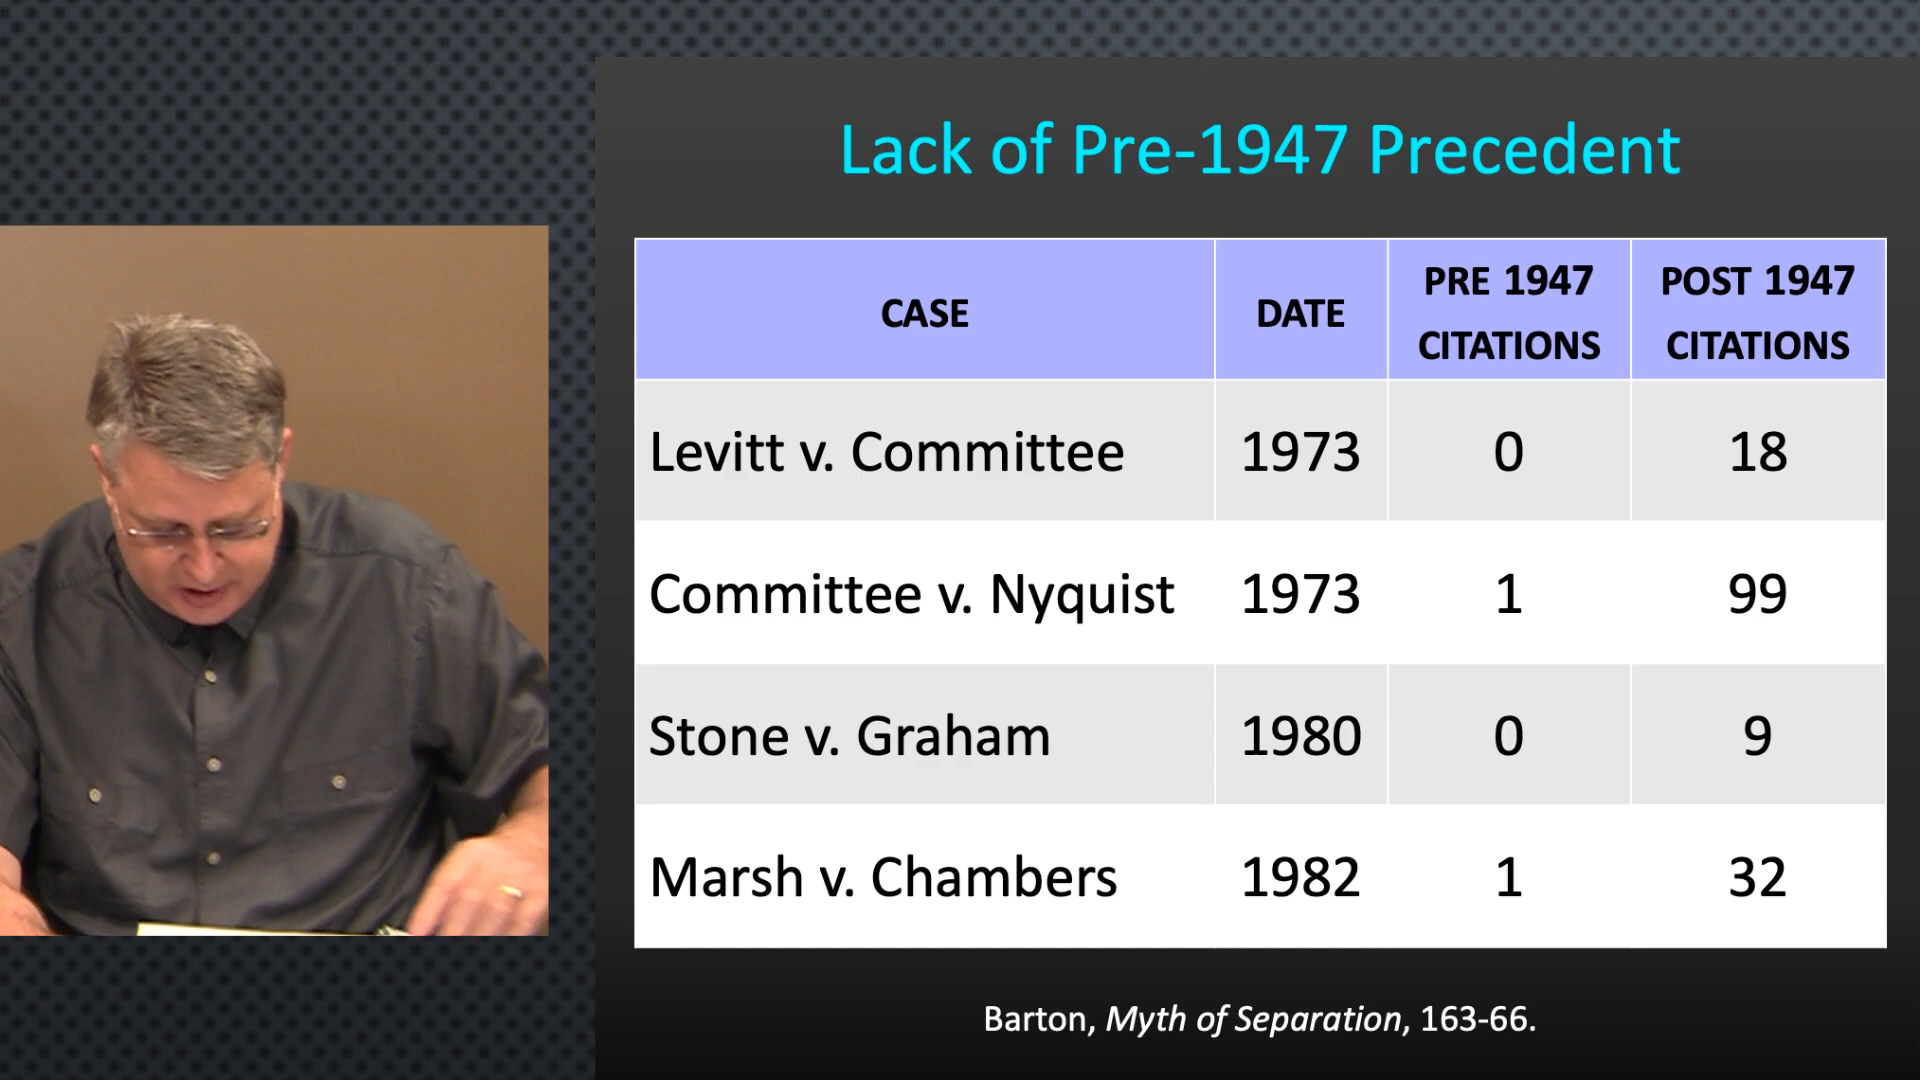 Lack of Pre-1947 Precedent
CASE DATE PRE 1947 CITATIONS POST 1947 CITATIONS
Levitt v. Committee 1973 0 18
Committee v. Nyquist 1973 1 99
Stone v. Graham 1980 0 9
Marsh v. Chambers 1982 1 32
Barton, Myth of Separation, 163-66.